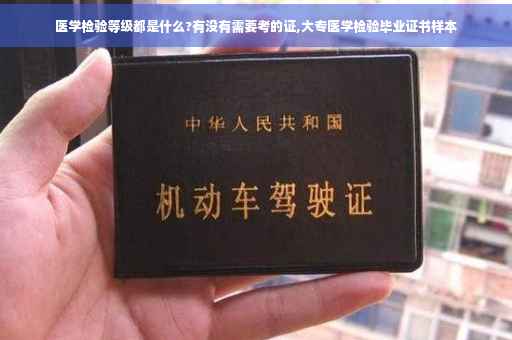 医学检验等级都是什么?有没有需要考的证,大专医学检验毕业证书样本
中华人民共和国
机动车驾驶证